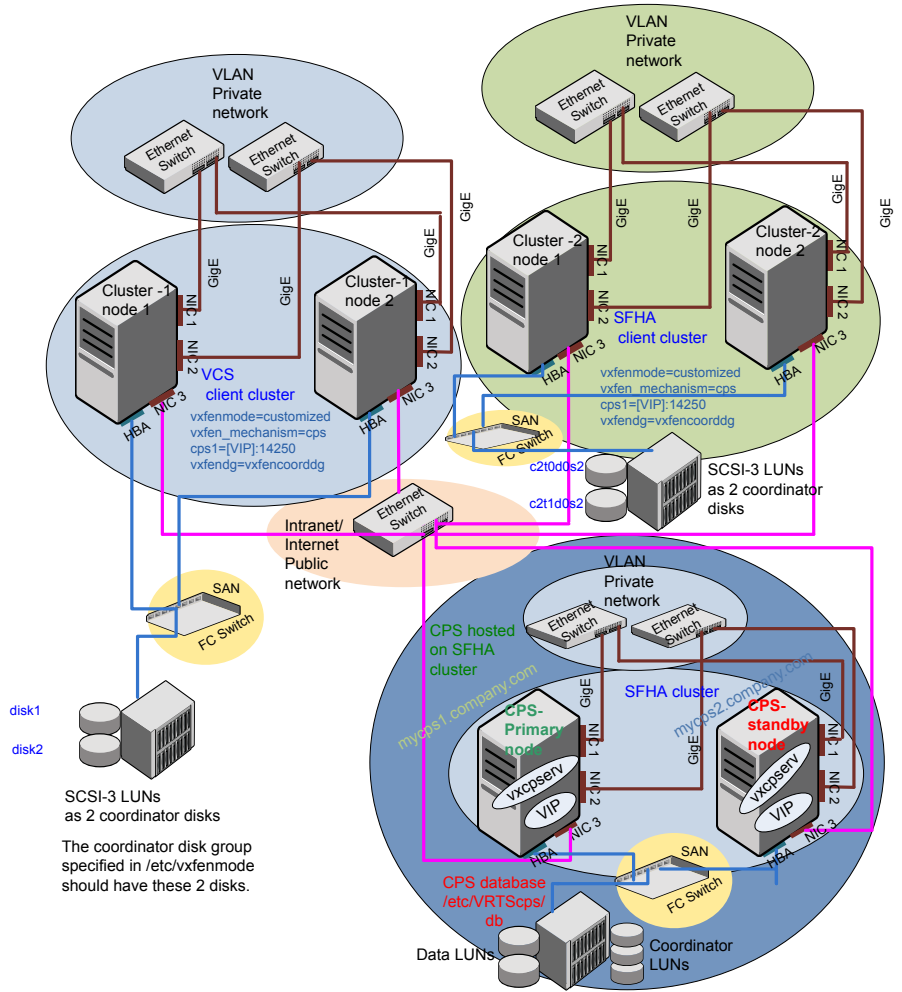 VLAN
Private
network
Ethernet
Switch
Ethernet
Switch
GigE
GigE
GigE
GigE
Cluster -1
node 1
NIC 1
NIC 2
HBA
NIC 3
Cluster-1
node 2
NIC 1
NIC 2
HBA
NIC 3
VCS
client cluster
vxfenmode=customized
vxfen_mechanism=cps
cps1=[VIP]:14250
vxfendg=vxfencoorddg
VLAN
Private
network
Ethernet
Switch
Ethernet
Switch
GigE
GigE
GigE
GigE
Cluster -2
node 1
NIC 1
NIC 2
HBA
NIC 3
Cluster-2
node 2
NIC 1
NIC 2
HBA
NIC 3
SFHA
client cluster
vxfenmode=customized
vxfen_mechanism=cps
cps1=[VIP]:14250
vxfendg=vxfencoorddg
SAN
FC Switch
c2t0d0s2
c2t1d0s2
SCSI-3 LUNs
as 2 coordinator
disks
Intranet/
Internet
Public
network
Ethernet
Switch
SAN
FC Switch
disk1
disk2
SCSI-3 LUNs
as 2 coordinator disks
The coordinator disk group
specified in /etc/vxfenmode
should have these 2 disks.
VLAN
Private
network
Ethernet
Switch
Ethernet
Switch
CPS hosted
on SFHA
cluster
mycps1.company.com
SFHA cluster
mycps2.company.com
GigE
GigE
GigE
CPS-
Primary
node
vxcpserv
VIP
NIC 1
NIC 2
HBA
NIC 3
CPS-
standby
node
vxcpserv
VIP
NIC 1
NIC 2
HBA
NIC 3
SAN
FC Switch
CPS database
/etc/VRTScps/
db
Data LUNs
Coordinator
LUNs